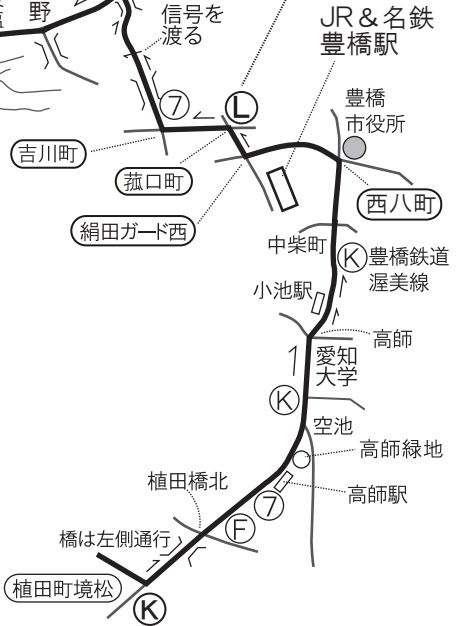 野
信号を
渡る
JR＆名鉄
豊橋駅
⑦
L
豊橋
市役所
吉川町
菰口町
西八町
絹田ガード西
中柴町
K
豊橋鉄道
渥美線
小池駅
高師
愛知
大学
K
空池
高師緑地
植田橋北
高師駅
⑦
F
橋は左側通行
植田町境松
K